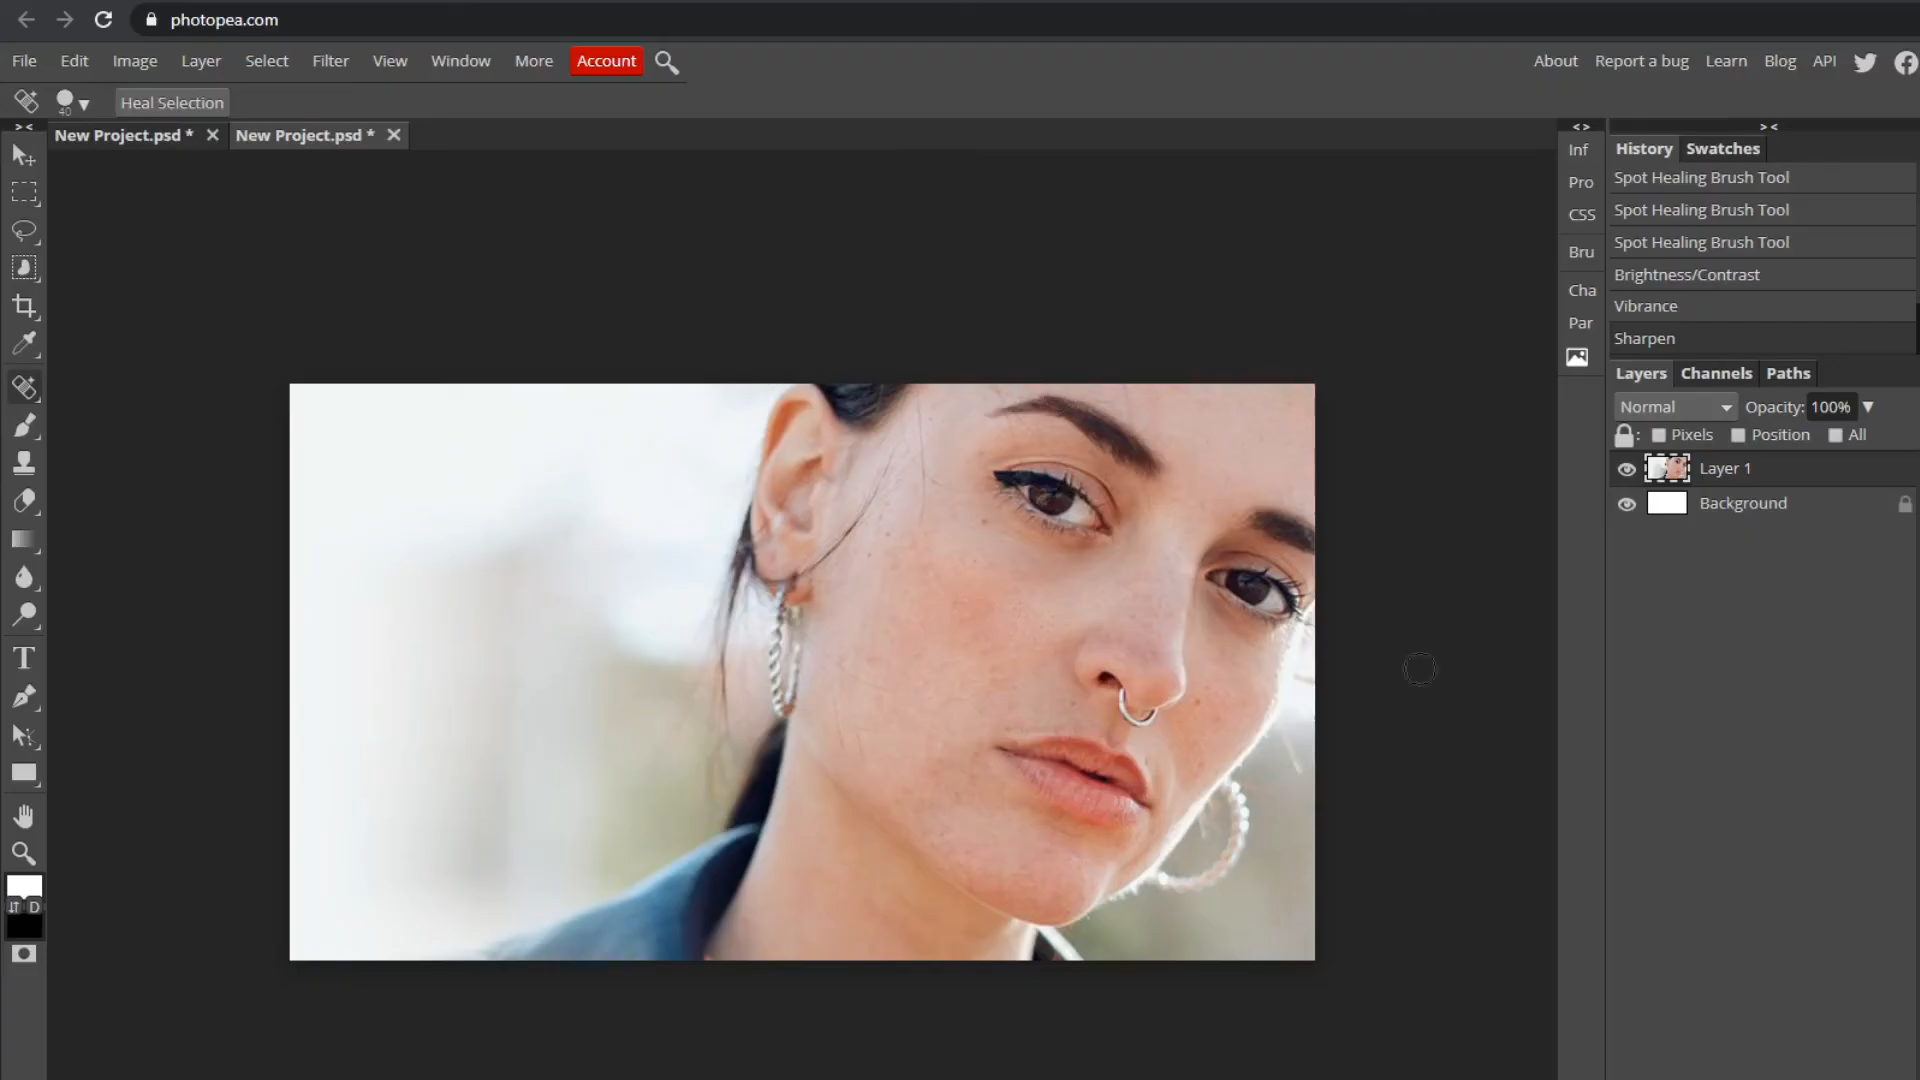 photopea.com
File Edit Image Layer Select Filter View Window More Account About Report a bug Learn Blog API
40 Heal Selection
> < New Project.psd * New Project.psd * < > > <
Inf History Swatches
Pro Spot Healing Brush Tool
CSS Spot Healing Brush Tool
Bru Spot Healing Brush Tool
Brightness/Contrast
Cha Vibrance
Par Sharpen
Layers Channels Paths
Normal Opacity: 100%
: Pixels Position All
Layer 1
Background
T
D